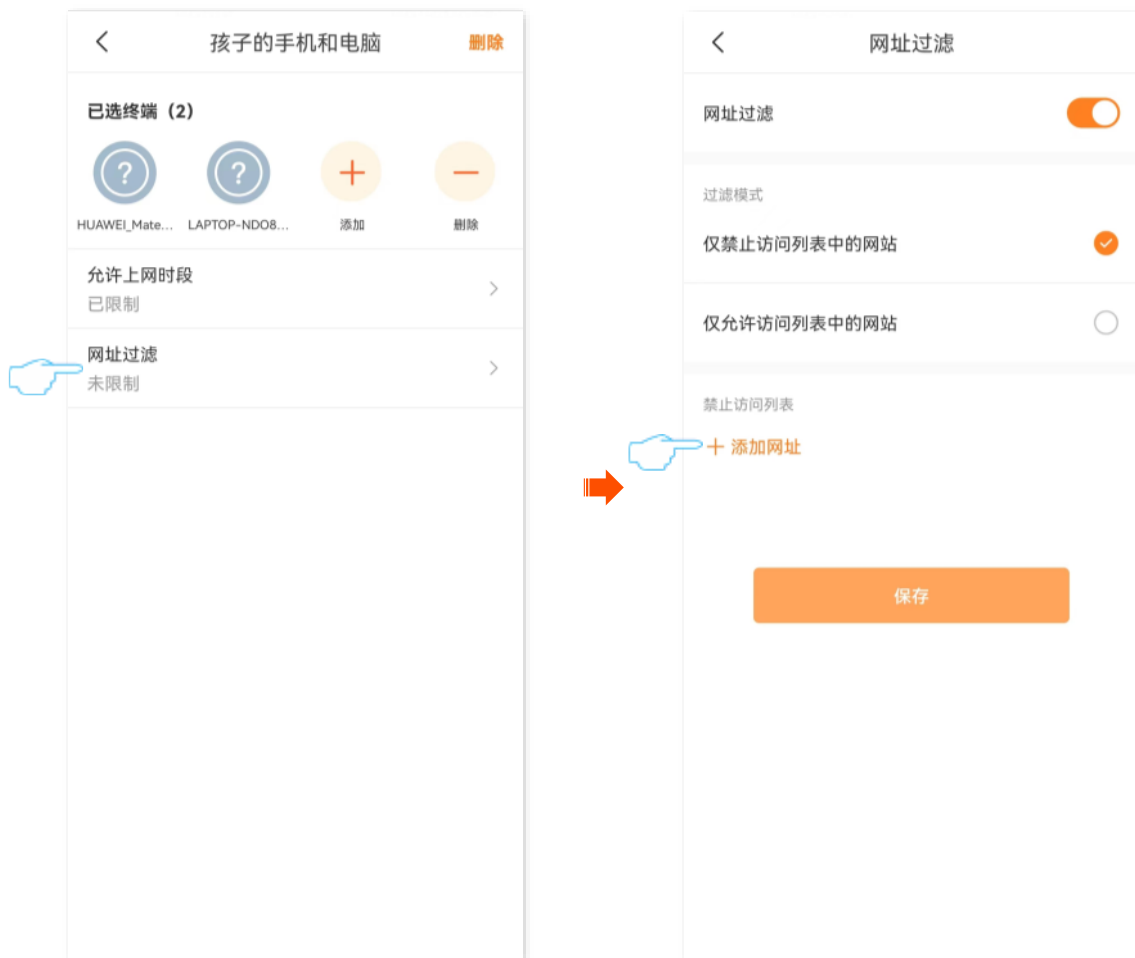 孩子的手机和电脑
删除
已选终端（2）
HUAWEI_Mate...
LAPTOP-NDO8...
添加
删除
允许上网时段
已限制
网址过滤
未限制
网址过滤
网址过滤
过滤模式
仅禁止访问列表中的网站
仅允许访问列表中的网站
禁止访问列表
添加网址
保存